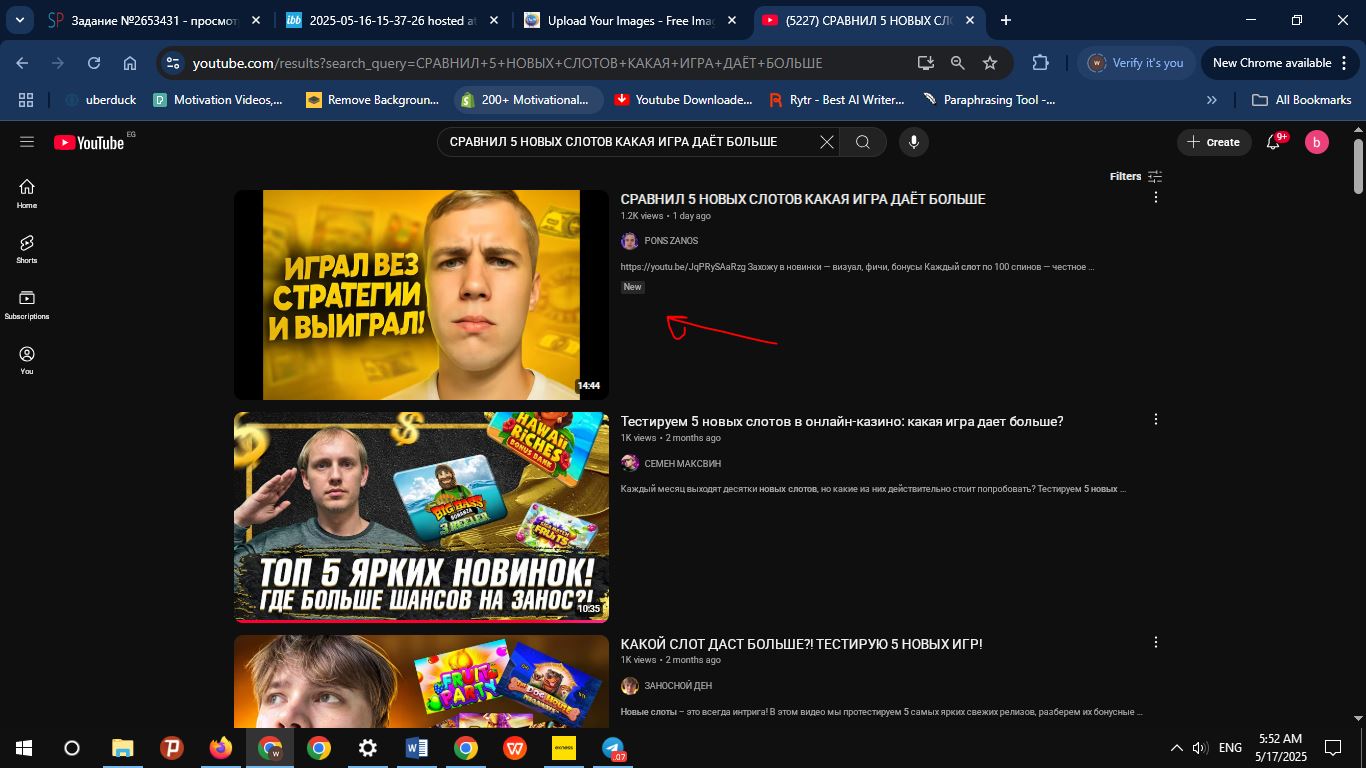 Задание №2653431 - просмотр
ibb
2025-05-16-15-37-26 hosted at
Upload Your Images - Free Imag
(5227) СРАВНИЛ 5 НОВЫХ СЛО
youtube.com/results?search_query=СРАВНИЛ+5+НОВЫХ+СЛОТОВ+КАКАЯ+ИГРА+ДАЁТ+БОЛЬШЕ
Verify it's you
New Chrome available
uberduck
Motivation Videos,...
Remove Backgroun...
200+ Motivational...
Youtube Downloade...
Rytr - Best AI Writer...
Paraphrasing Tool -...
»
All Bookmarks
YouTube EG
СРАВНИЛ 5 НОВЫХ СЛОТОВ КАКАЯ ИГРА ДАЁТ БОЛЬШЕ
Create
9+
b
Filters
Home
Shorts
Subscriptions
You
ИГРАЛ ВЕЗ
СТРАТЕГИИ
И ВЫИГРАЛ!
14:44
СРАВНИЛ 5 НОВЫХ СЛОТОВ КАКАЯ ИГРА ДАЁТ БОЛЬШЕ
1.2K views • 1 day ago
PONS ZANOS
https://youtu.be/JqPRySAaRzg Захожу в новинки — визуал, фичи, бонусы Каждый слот по 100 спинов — честное ...
New
HAWAII
RICHES
BONUS BANK
BIG BASS
BONANZA
3 REELER
FRUITS
ТОП 5 ЯРКИХ НОВИНОК!
ГДЕ БОЛЬШЕ ШАНСОВ НА ЗАНОС?!
10:35
Тестируем 5 новых слотов в онлайн-казино: какая игра дает больше?
1K views • 2 months ago
СЕМЕН МАКСВИН
Каждый месяц выходят десятки новых слотов, но какие из них действительно стоит попробовать? Тестируем 5 новых ...
FRUIT
PARTY
THE DOG HOUSE
MEGAWAYS
КАКОЙ СЛОТ ДАСТ БОЛЬШЕ?! ТЕСТИРУЮ 5 НОВЫХ ИГР!
1K views • 2 months ago
ЗАНОСНОЙ ДЕН
Новые слоты – это всегда интрига! В этом видео мы протестируем 5 самых ярких свежих релизов, разберем их бонусные ...
exness
ENG
5:52 AM
5/17/2025